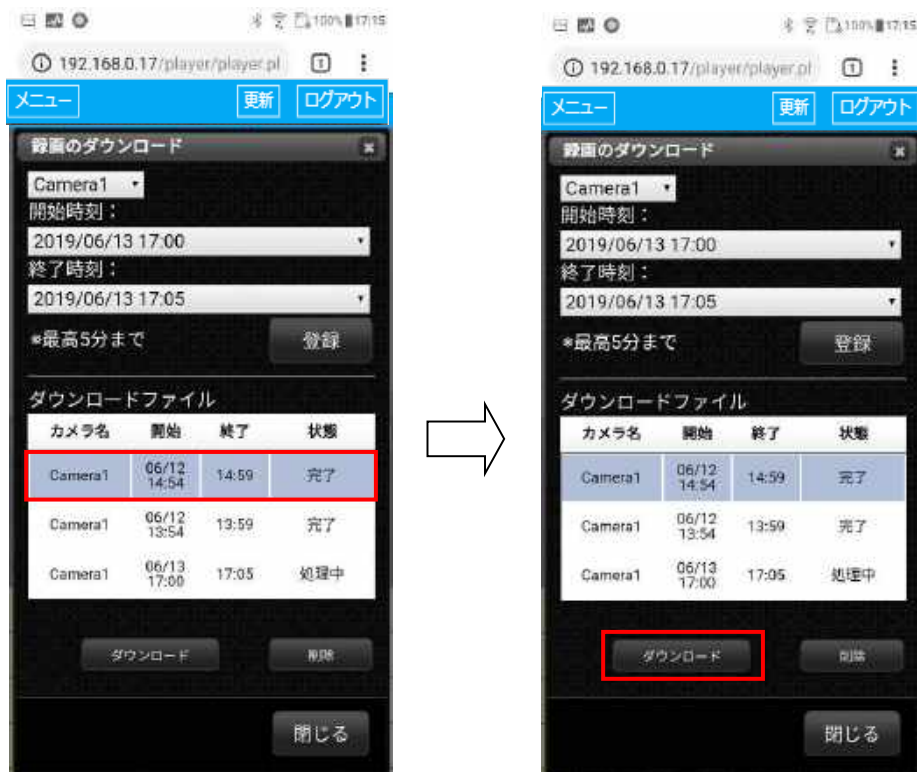 100% 17:15
192.168.0.17/player/player.pl 1
メニュー 更新 ログアウト
録画のダウンロード
Camera1
開始時刻：
2019/06/13 17:00
終了時刻：
2019/06/13 17:05
*最高5分まで 登録
ダウンロードファイル
カメラ名 開始 終了 状態
Camera1 06/12 14:54 14:59 完了
Camera1 06/12 13:54 13:59 完了
Camera1 06/13 17:00 17:05 処理中
ダウンロード 削除
閉じる
100% 17:15
192.168.0.17/player/player.pl 1
メニュー 更新 ログアウト
録画のダウンロード
Camera1
開始時刻：
2019/06/13 17:00
終了時刻：
2019/06/13 17:05
*最高5分まで 登録
ダウンロードファイル
カメラ名 開始 終了 状態
Camera1 06/12 14:54 14:59 完了
Camera1 06/12 13:54 13:59 完了
Camera1 06/13 17:00 17:05 処理中
ダウンロード 削除
閉じる